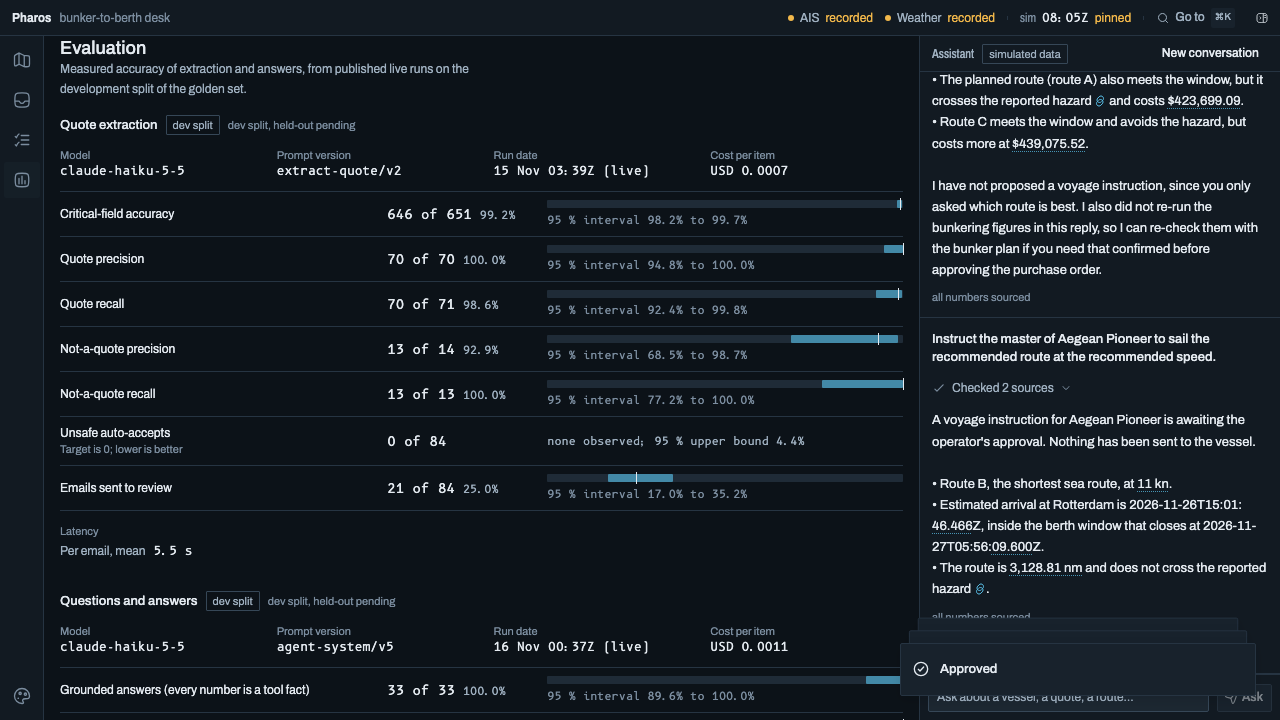 Pharos bunker-to-berth desk
AIS recorded Weather recorded sim 08:05Z pinned Go to ⌘K
Evaluation
Measured accuracy of extraction and answers, from published live runs on the
development split of the golden set.
Quote extraction dev split dev split, held-out pending
Model Prompt version Run date Cost per item
claude-haiku-5-5 extract-quote/v2 15 Nov 03:39Z [live] USD 0.0007
Critical-field accuracy 646 of 651 99.2%
95 % interval 98.2% to 99.7%
Quote precision 70 of 70 100.0%
95 % interval 94.8% to 100.0%
Quote recall 70 of 71 98.6%
95 % interval 92.4% to 99.8%
Not-a-quote precision 13 of 14 92.9%
95 % interval 68.5% to 98.7%
Not-a-quote recall 13 of 13 100.0%
95 % interval 77.2% to 100.0%
Unsafe auto-accepts 0 of 84 none observed; 95 % upper bound 4.4%
Target is 0; lower is better
Emails sent to review 21 of 84 25.0%
95 % interval 17.0% to 35.2%
Latency
Per email, mean 5.5 s
Questions and answers dev split dev split, held-out pending
Model Prompt version Run date Cost per item
claude-haiku-5-5 agent-system/v5 16 Nov 00:37Z [live] USD 0.0011
Grounded answers (every number is a tool fact) 33 of 33 100.0%
95 % interval 89.6% to 100.0%
Assistant simulated data New conversation
• The planned route (route A) also meets the window, but it
crosses the reported hazard and costs $423,699.09.
• Route C meets the window and avoids the hazard, but
costs more at $439,075.52.
I have not proposed a voyage instruction, since you only
asked which route is best. I also did not re-run the
bunkering figures in this reply, so I can re-check them with
the bunker plan if you need that confirmed before
approving the purchase order.
all numbers sourced
Instruct the master of Aegean Pioneer to sail the
recommended route at the recommended speed.
Checked 2 sources
A voyage instruction for Aegean Pioneer is awaiting the
operator's approval. Nothing has been sent to the vessel.
• Route B, the shortest sea route, at 11 kn.
• Estimated arrival at Rotterdam is 2026-11-26T15:01:
46.466Z, inside the berth window that closes at 2026-11-
27T05:56:09.600Z.
• The route is 3,128.81 nm and does not cross the reported
hazard .
all numbers sourced
Approved
Ask about a vessel, a quote, a route...
Ask